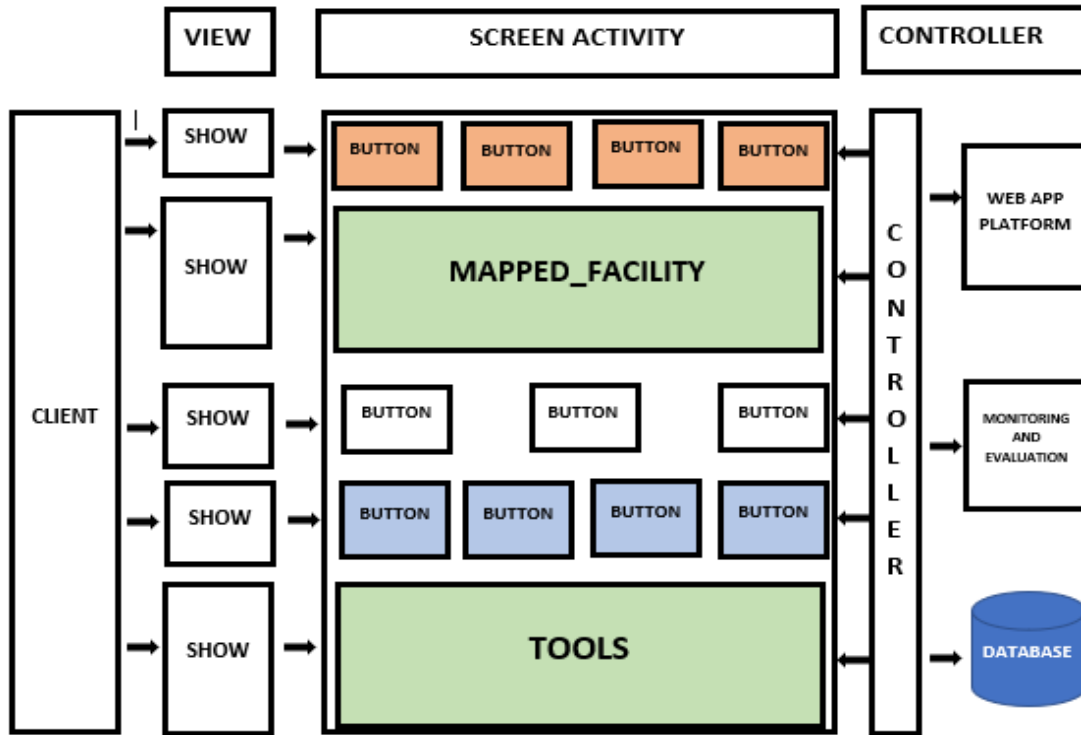 VIEW
SCREEN ACTIVITY
CONTROLLER
CLIENT
SHOW
BUTTON
BUTTON
BUTTON
BUTTON
SHOW
MAPPED_FACILITY
SHOW
BUTTON
BUTTON
BUTTON
SHOW
BUTTON
BUTTON
BUTTON
BUTTON
SHOW
TOOLS
C
O
N
T
R
O
L
L
E
R
WEB APP
PLATFORM
MONITORING
AND
EVALUATION
DATABASE